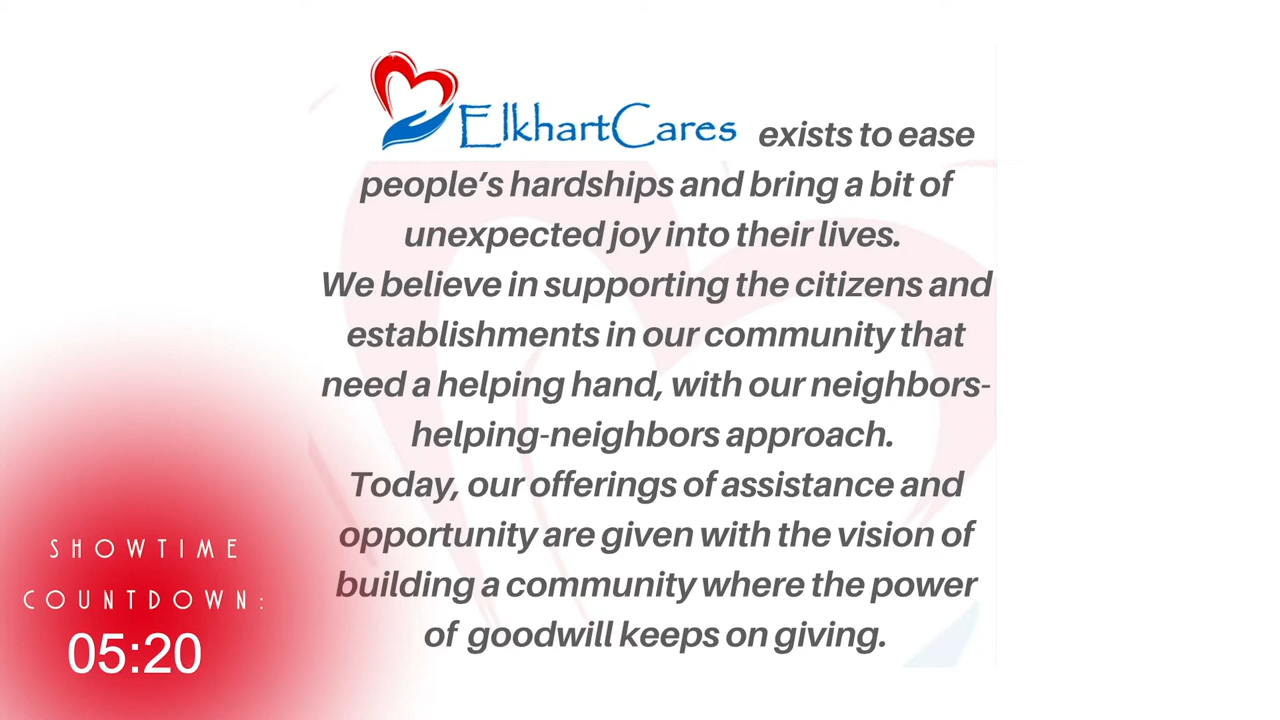 ElkhartCares exists to ease
people's hardships and bring a bit of
unexpected joy into their lives.
We believe in supporting the citizens and
establishments in our community that
need a helping hand, with our neighbors-
helping-neighbors approach.
Today, our offerings of assistance and
opportunity are given with the vision of
building a community where the power
of goodwill keeps on giving.
SHOWTIME
COUNTDOWN:
05:20